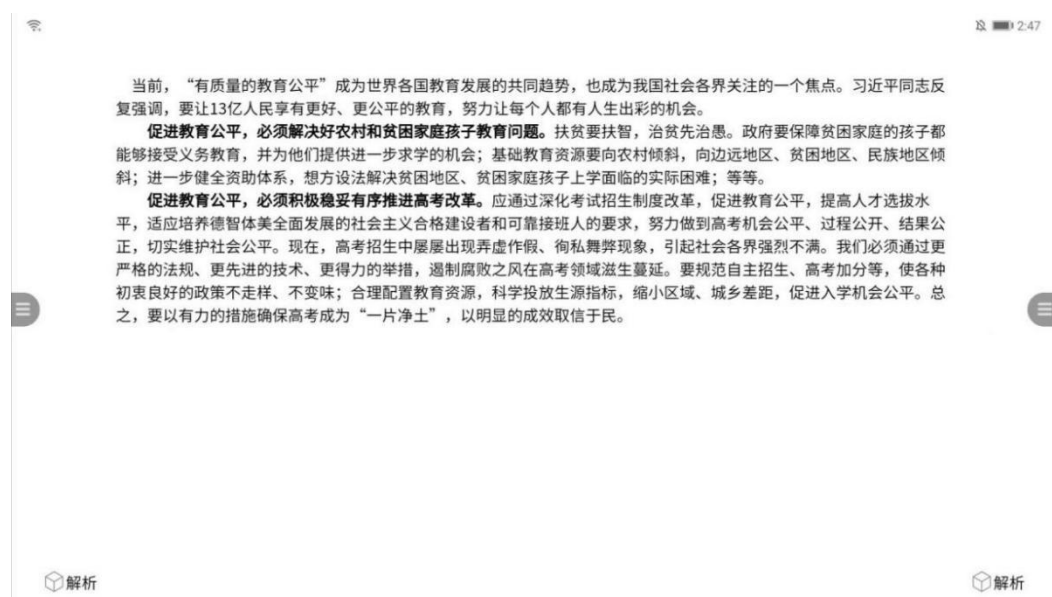 2:47
当前，“有质量的教育公平”成为世界各国教育发展的共同趋势，也成为我国社会各界关注的一个焦点。习近平同志反
复强调，要让13亿人民享有更好、更公平的教育，努力让每个人都有人生出彩的机会。
促进教育公平，必须解决好农村和贫困家庭孩子教育问题。扶贫要扶智，治贫先治愚。政府要保障贫困家庭的孩子都
能够接受义务教育，并为他们提供进一步求学的机会；基础教育资源要向农村倾斜，向边远地区、贫困地区、民族地区倾
斜；进一步健全资助体系，想方设法解决贫困地区、贫困家庭孩子上学面临的实际困难；等等。
促进教育公平，必须积极稳妥有序推进高考改革。应通过深化考试招生制度改革，促进教育公平，提高人才选拔水
平，适应培养德智体美全面发展的社会主义合格建设者和可靠接班人的要求，努力做到高考机会公平、过程公开、结果公
正，切实维护社会公平。现在，高考招生中屡屡出现弄虚作假、徇私舞弊现象，引起社会各界强烈不满。我们必须通过更
严格的法规、更先进的技术、更得力的举措，遏制腐败之风在高考领域滋生蔓延。要规范自主招生、高考加分等，使各种
初衷良好的政策不走样、不变味；合理配置教育资源，科学投放生源指标，缩小区域、城乡差距，促进入学机会公平。总
之，要以有力的措施确保高考成为“一片净土”，以明显的成效取信于民。
解析
解析